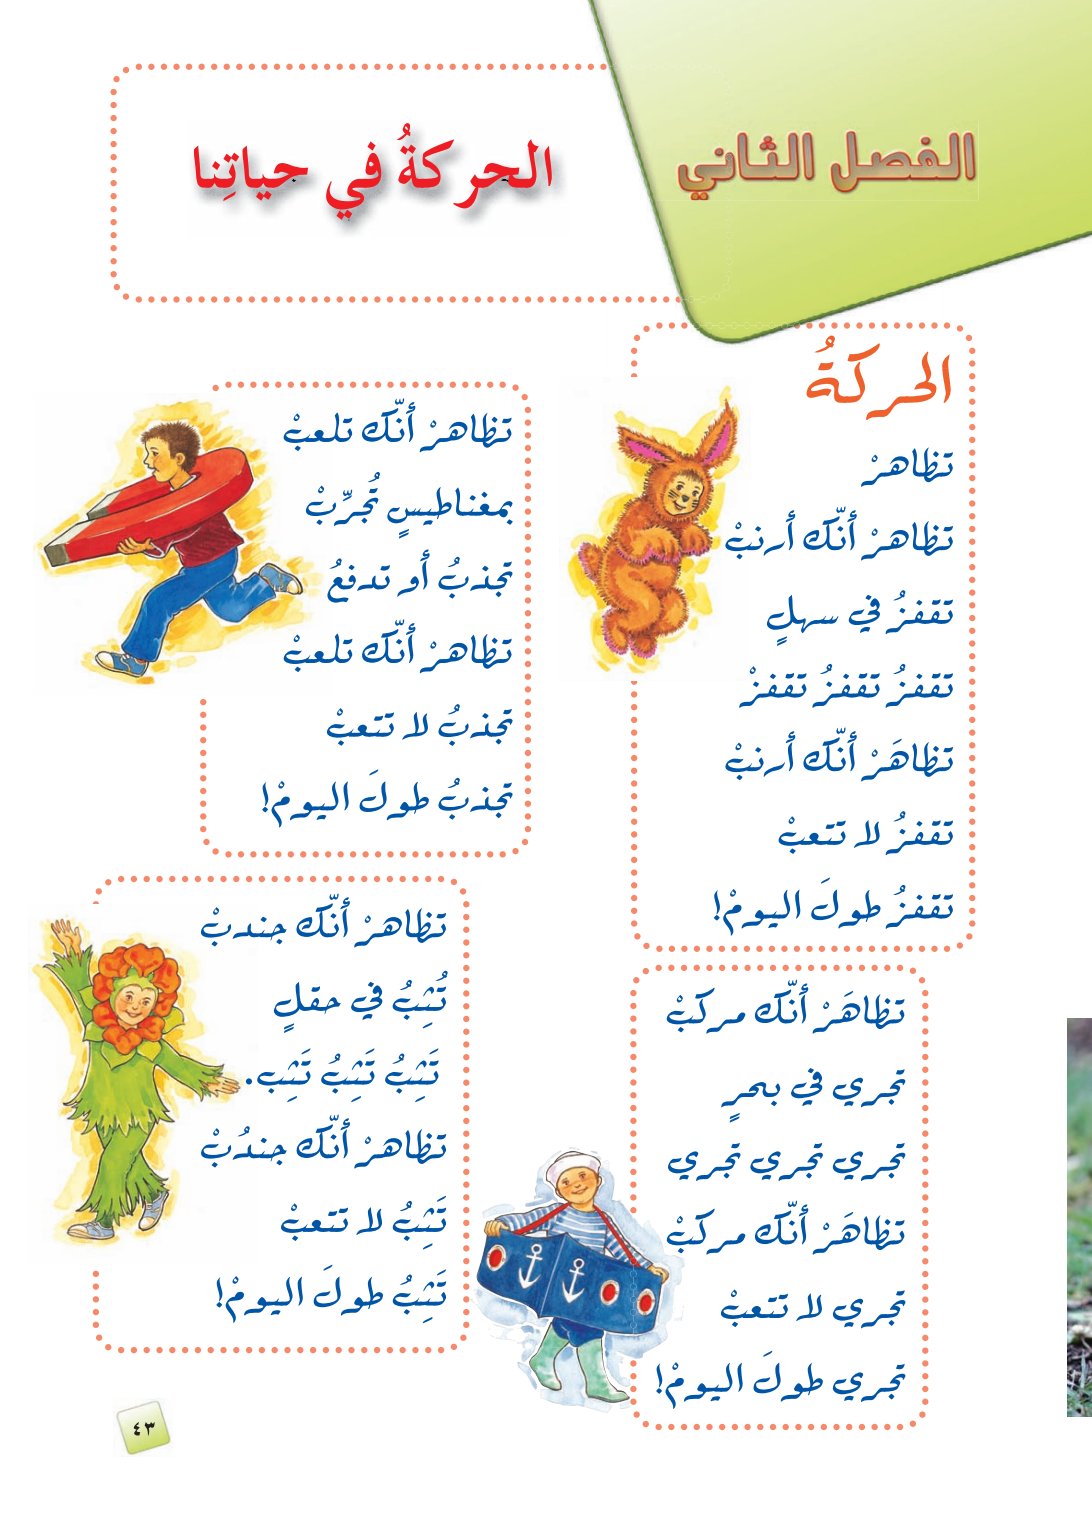 الفصل الثاني
الحركةُ في حياتِنا
الحركةُ
تظاهرْ
تظاهرْ أنّك أرنبْ
تقفزُ في سهلٍ
تقفزُ تقفزُ تقفزْ
تظاهَرْ أنّك أرنبْ
تقفزُ لا تتعبْ
تقفزُ طولَ اليومْ!
تظاهرْ أنّك تلعبْ
بمغناطيسٍ تُجرِّبْ
تجذبُ أو تدفعُ
تظاهرْ أنّك تلعبْ
تجذبُ لا تتعبْ
تجذبُ طولَ اليومْ!
تظاهَرْ أنّك مركبْ
تجري في بحرٍ
تجري تجري تجري
تظاهَرْ أنّك مركبْ
تجري لا تتعبْ
تجري طولَ اليومْ!
تظاهرْ أنّك جندبْ
تُثِبُ في حقلٍ
تَثِبُ تَثِبُ تَثِب.
تظاهرْ أنّك جندُبْ
تَثِبُ لا تتعبْ
تَثِبُ طولَ اليومْ!
٤٣